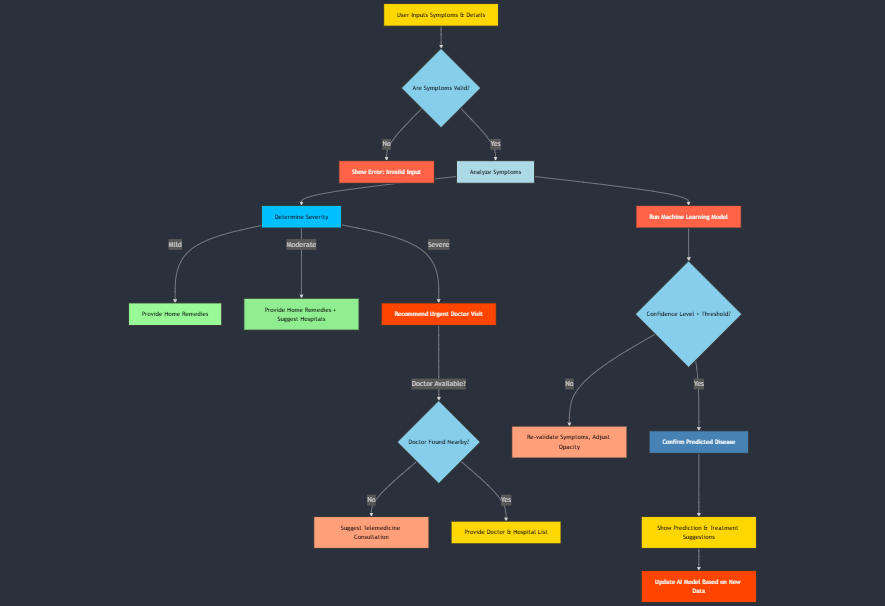 User Inputs Symptoms & Details
Are Symptoms Valid?
No
Yes
Show Error: Invalid Input
Analyze Symptoms
Determine Severity
Run Machine Learning Model
Mild
Moderate
Severe
Provide Home Remedies
Provide Home Remedies +
Suggest Hospitals
Recommend Urgent Doctor Visit
Confidence Level > Threshold?
Doctor Available?
No
Yes
Doctor Found Nearby?
Re-validate Symptoms, Adjust
Opacity
Confirm Predicted Disease
No
Yes
Suggest Telemedicine
Consultation
Provide Doctor & Hospital List
Show Prediction & Treatment
Suggestions
Update AI Model Based on New
Data